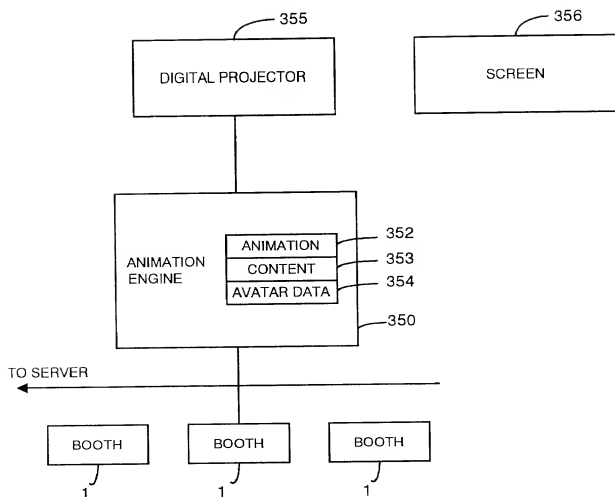 355
356
DIGITAL PROJECTOR
SCREEN
ANIMATION
ENGINE
ANIMATION
CONTENT
AVATAR DATA
352
353
354
350
TO SERVER
BOOTH
BOOTH
BOOTH
1
1
1